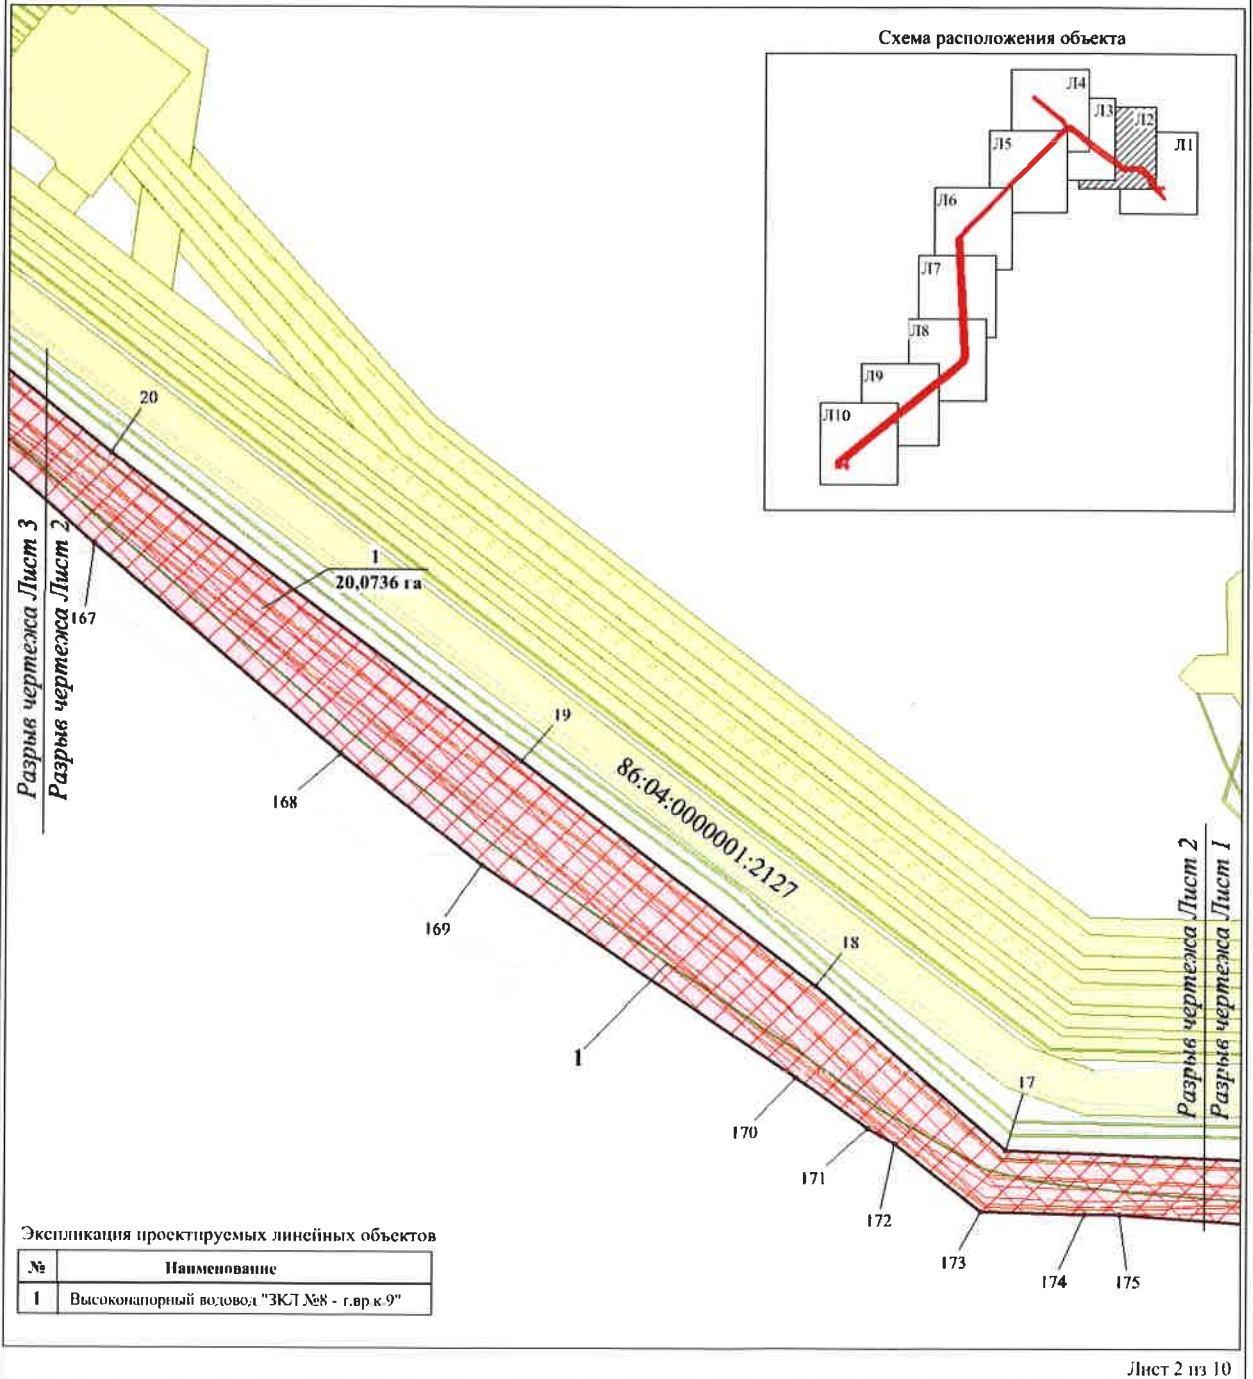 Схема расположения объекта
Л4
Л3
Л2
Л1
Л5
Л6
Л7
Л8
Л9
Л10
20
1
20,0736 га
Разрыв чертежа Лист 3
Разрыв чертежа Лист 2
167
19
168
86:04:0000001:2127
169
18
Разрыв чертежа Лист 2
Разрыв чертежа Лист 1
1
17
170
171
172
173
174
175
Экспликация проектируемых линейных объектов
№ Наименование
1 Высоконапорный водовод "ЗКЛ №8 - т.вр.к.9"
Лист 2 из 10